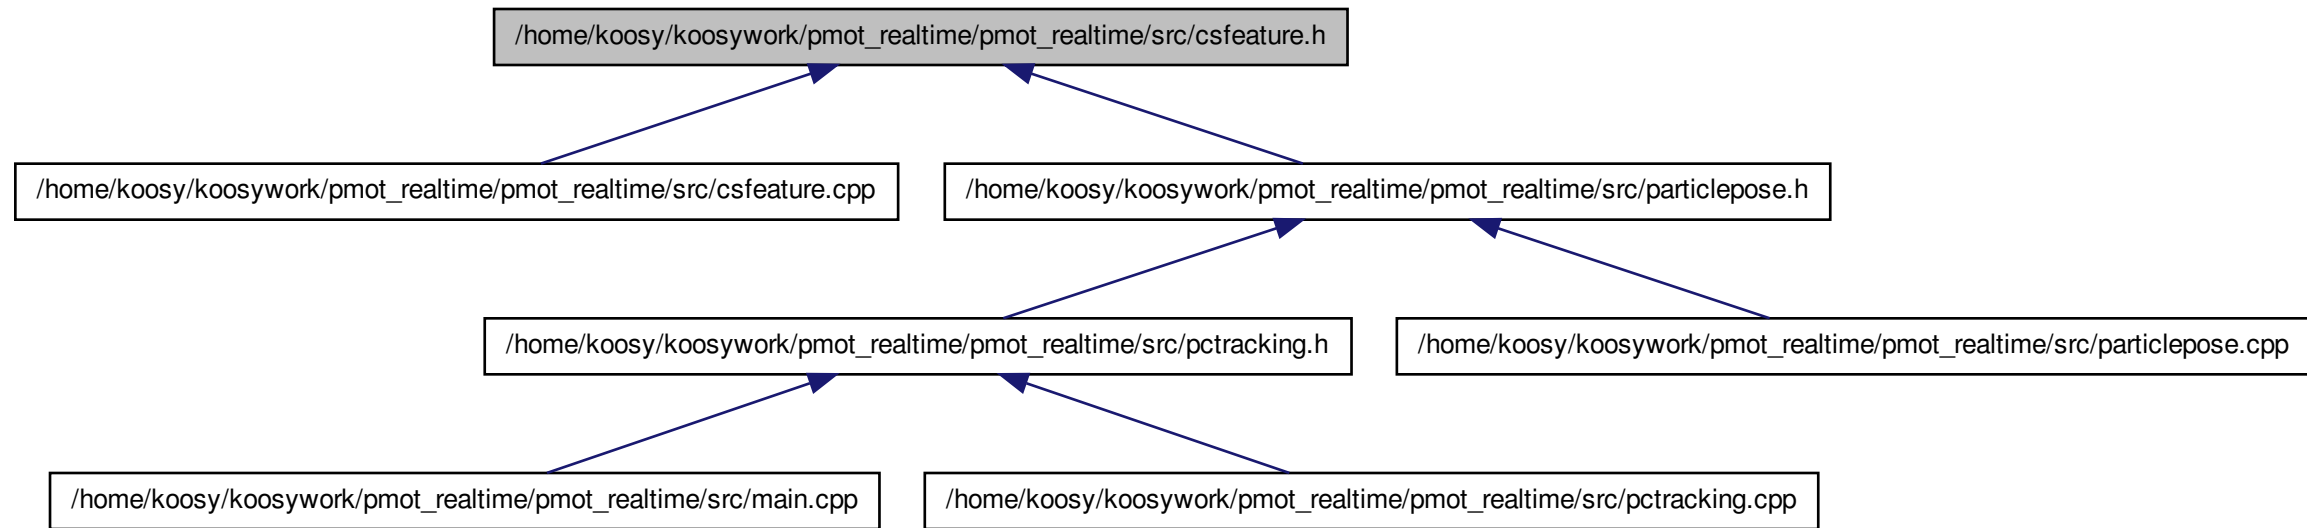 /home/koosy/koosywork/pmot_realtime/pmot_realtime/src/csfeature.h
/home/koosy/koosywork/pmot_realtime/pmot_realtime/src/csfeature.cpp
/home/koosy/koosywork/pmot_realtime/pmot_realtime/src/particlepose.h
/home/koosy/koosywork/pmot_realtime/pmot_realtime/src/pctracking.h
/home/koosy/koosywork/pmot_realtime/pmot_realtime/src/particlepose.cpp
/home/koosy/koosywork/pmot_realtime/pmot_realtime/src/main.cpp
/home/koosy/koosywork/pmot_realtime/pmot_realtime/src/pctracking.cpp